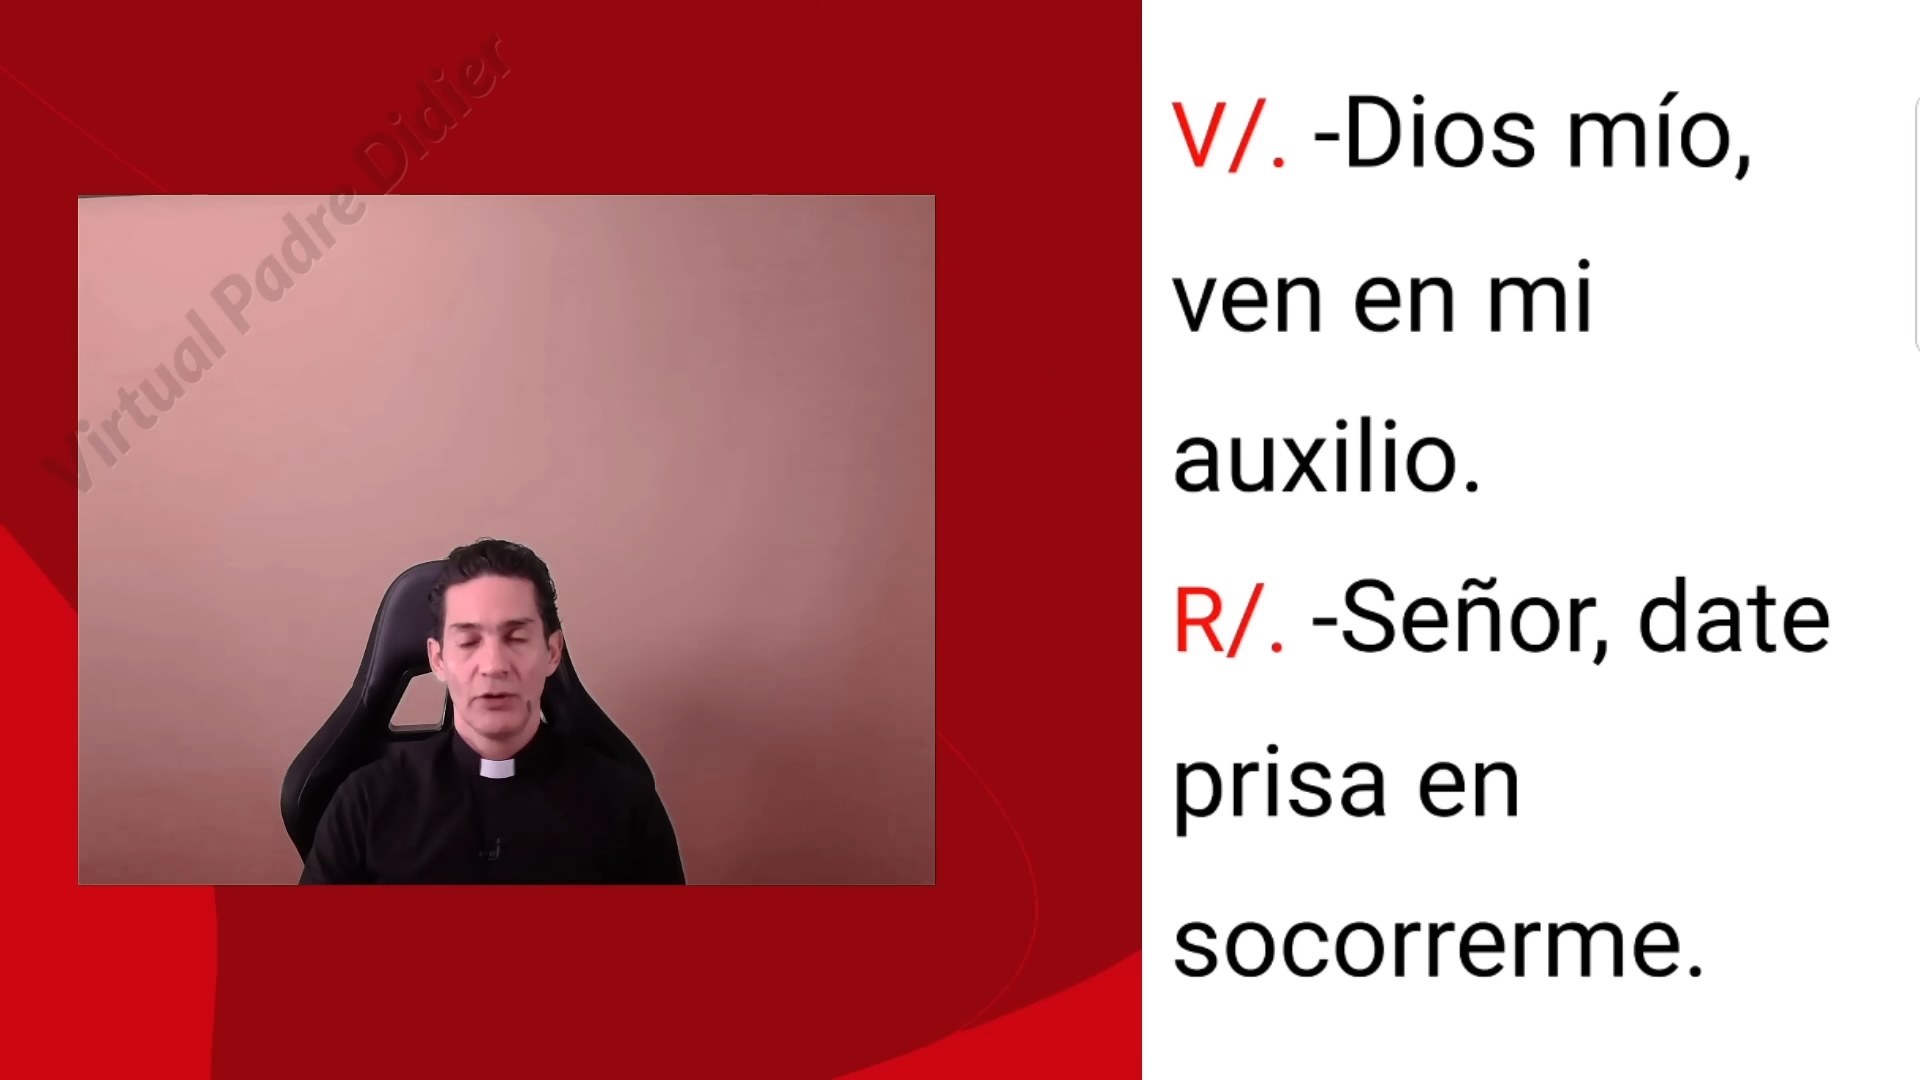 Virtual Padre Didier
V/. -Dios mío,
ven en mi
auxilio.
R/. -Señor, date
prisa en
socorrerme.